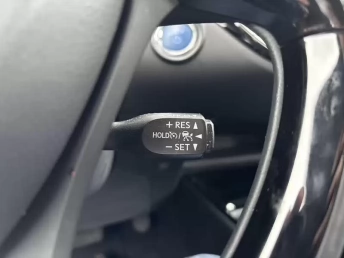 + RES ▲
HOLD / ◄
− SET ▼